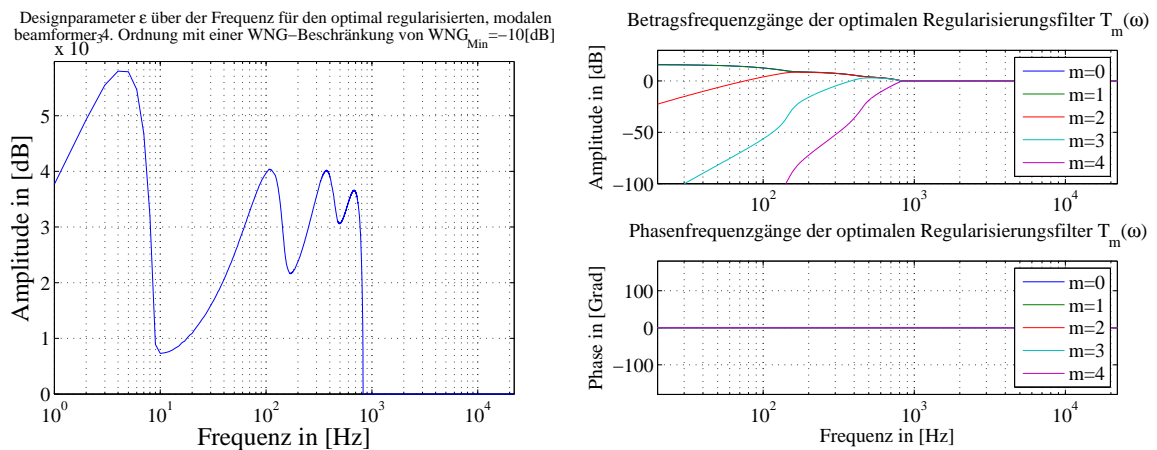 Designparameter ε über der Frequenz für den optimal regularisierten, modalen
beamformer 4. Ordnung mit einer WNG−Beschränkung von WNG_Min=−10[dB]
x 10^−3
Amplitude in [dB]
5
4
3
2
1
0
10^0
10^1
10^2
10^3
10^4
Frequenz in [Hz]
Betragsfrequenzgänge der optimalen Regularisierungsfilter T_m(ω)
Amplitude in [dB]
0
−50
−100
m=0
m=1
m=2
m=3
m=4
10^2
10^3
10^4
Phasenfrequenzgänge der optimalen Regularisierungsfilter T_m(ω)
Phase in [Grad]
100
0
−100
m=0
m=1
m=2
m=3
m=4
10^2
10^3
10^4
Frequenz in [Hz]